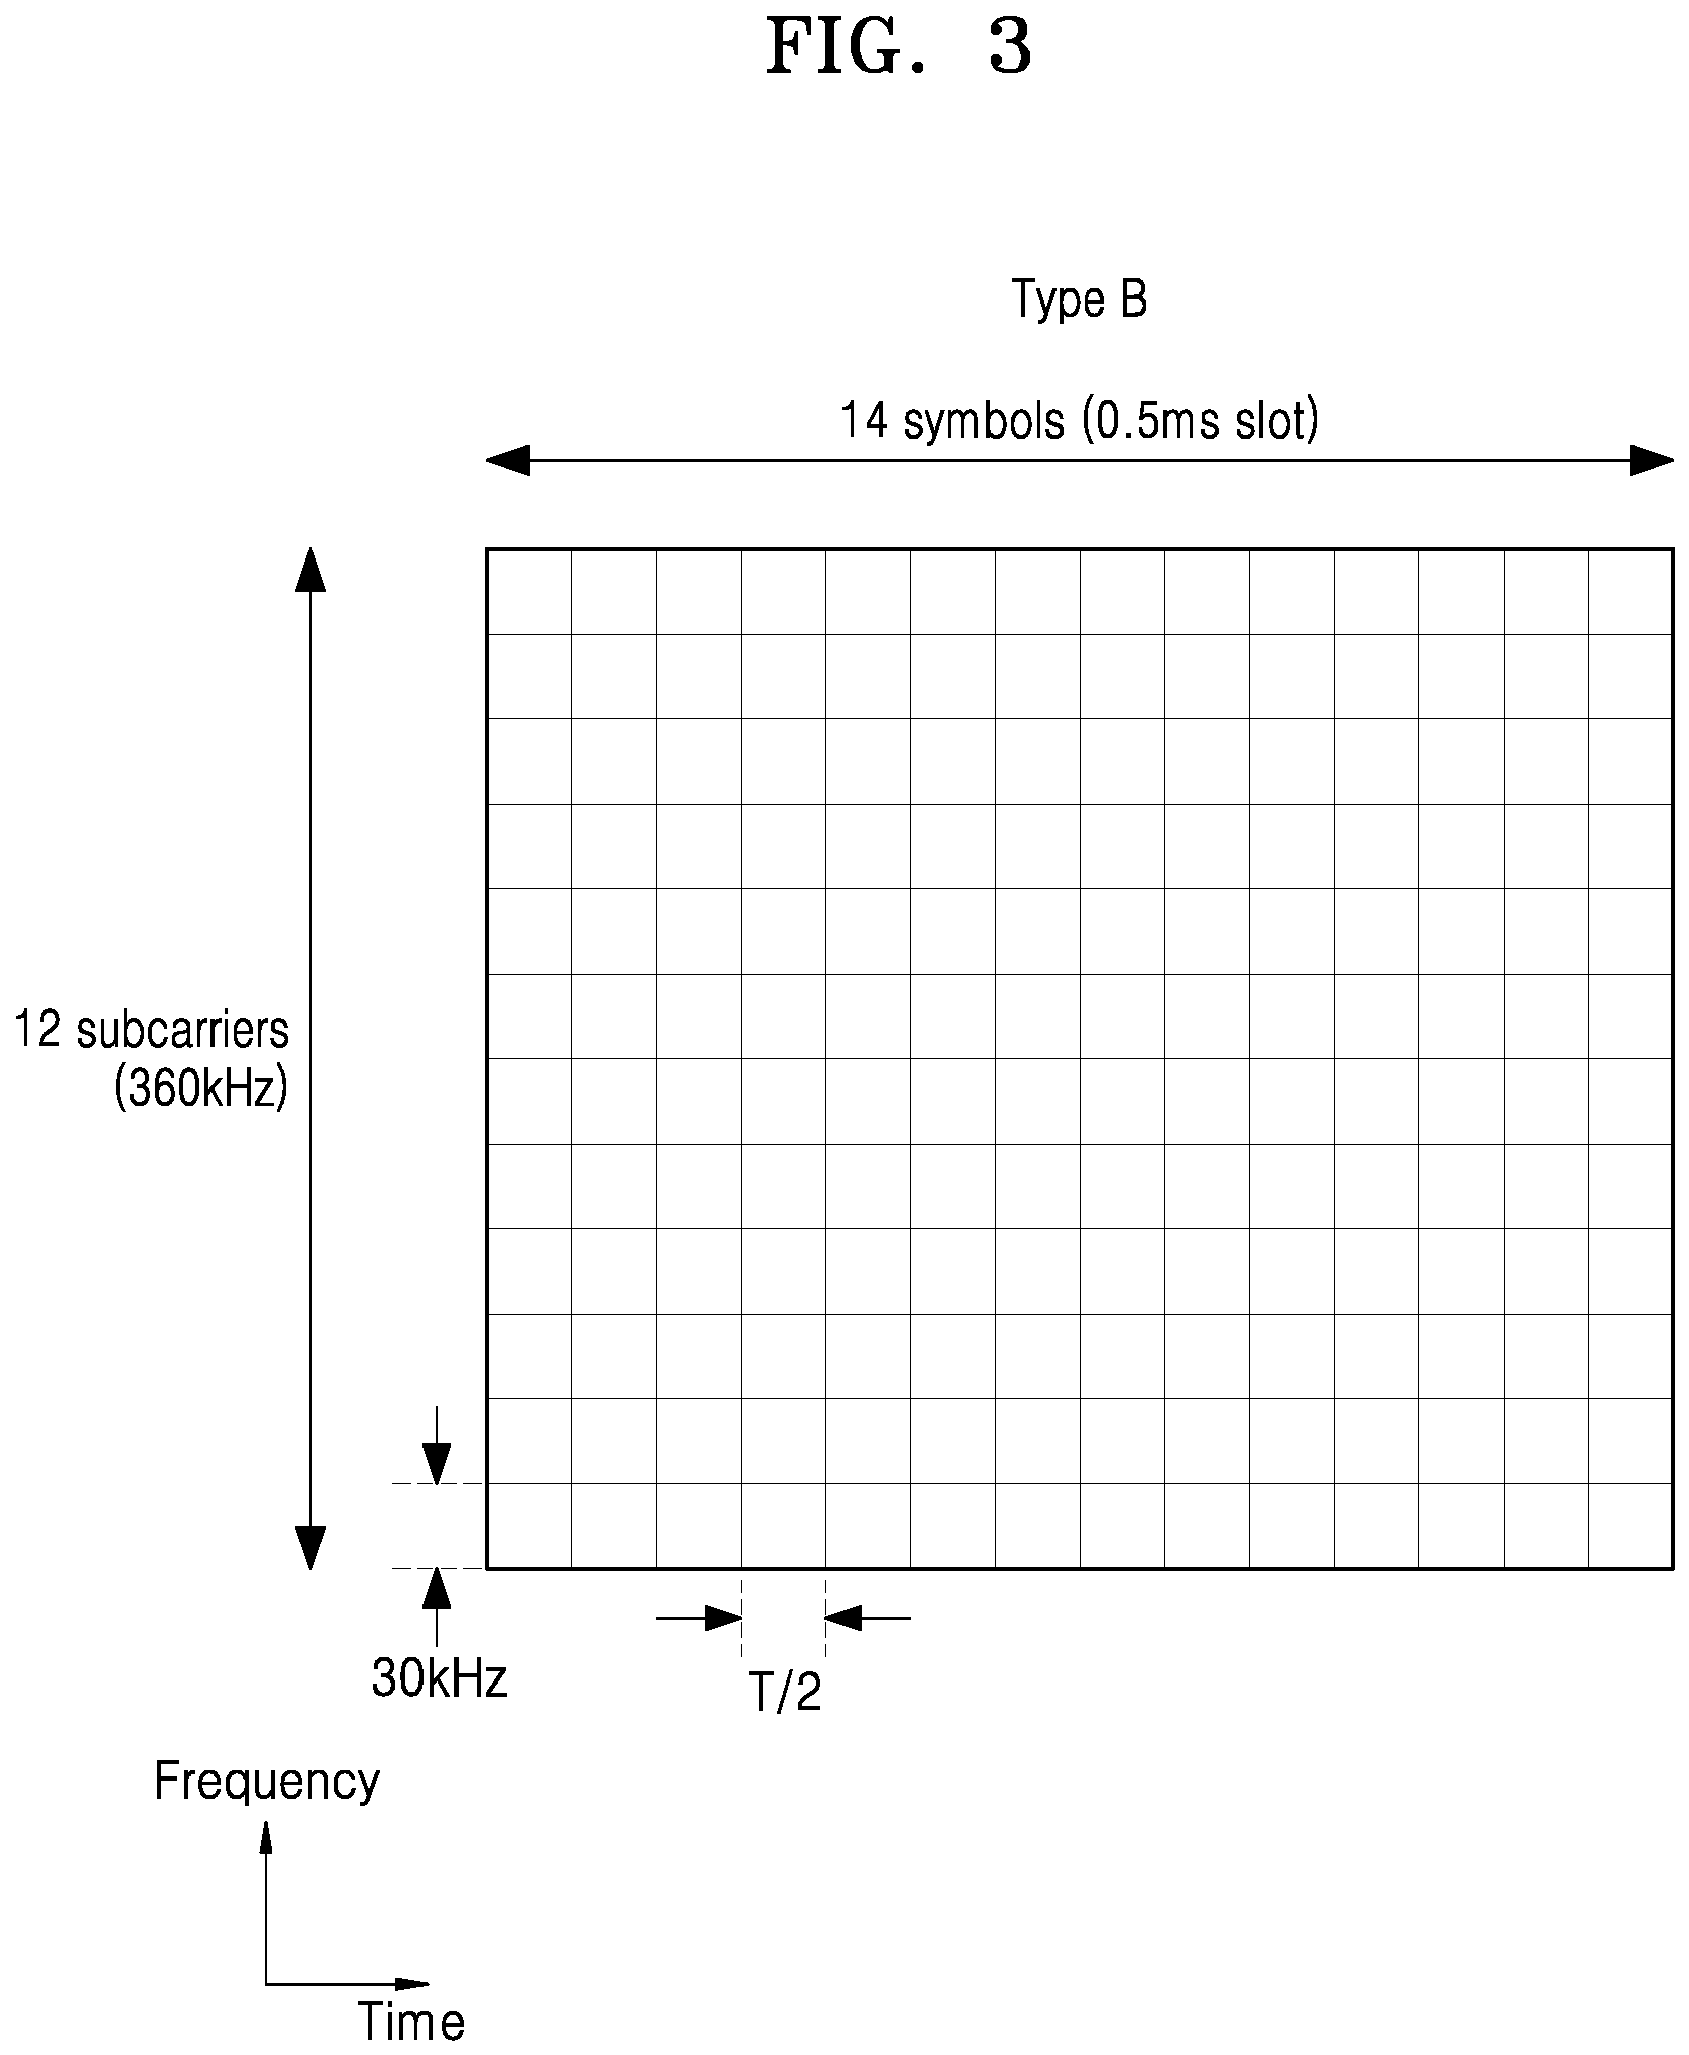 FIG. 3
Type B
14 symbols (0.5ms slot)
12 subcarriers
(360kHz)
30kHz
T/2
Frequency
Time